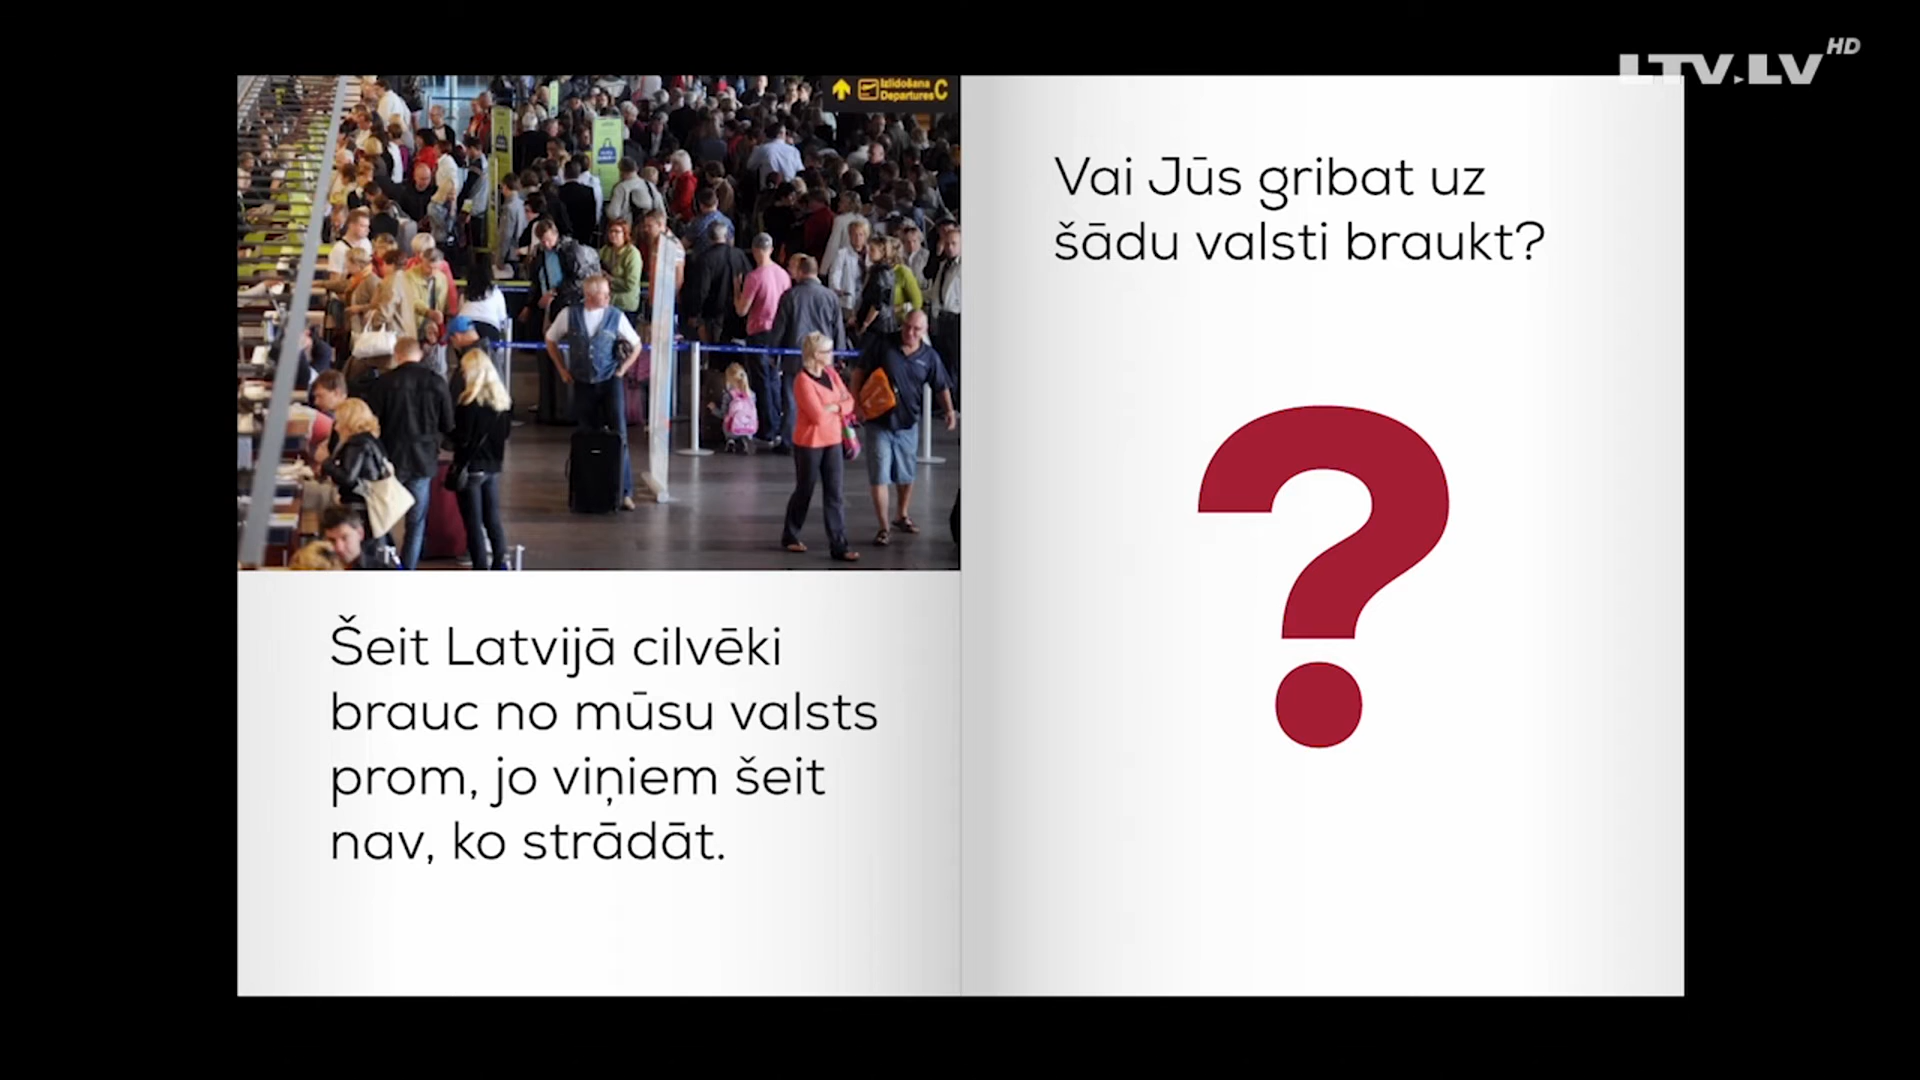 LTV.LV HD
Izlidošana
Departures C
Šeit Latvijā cilvēki
brauc no mūsu valsts
prom, jo viņiem šeit
nav, ko strādāt.
Vai Jūs gribat uz
šādu valsti braukt?
?